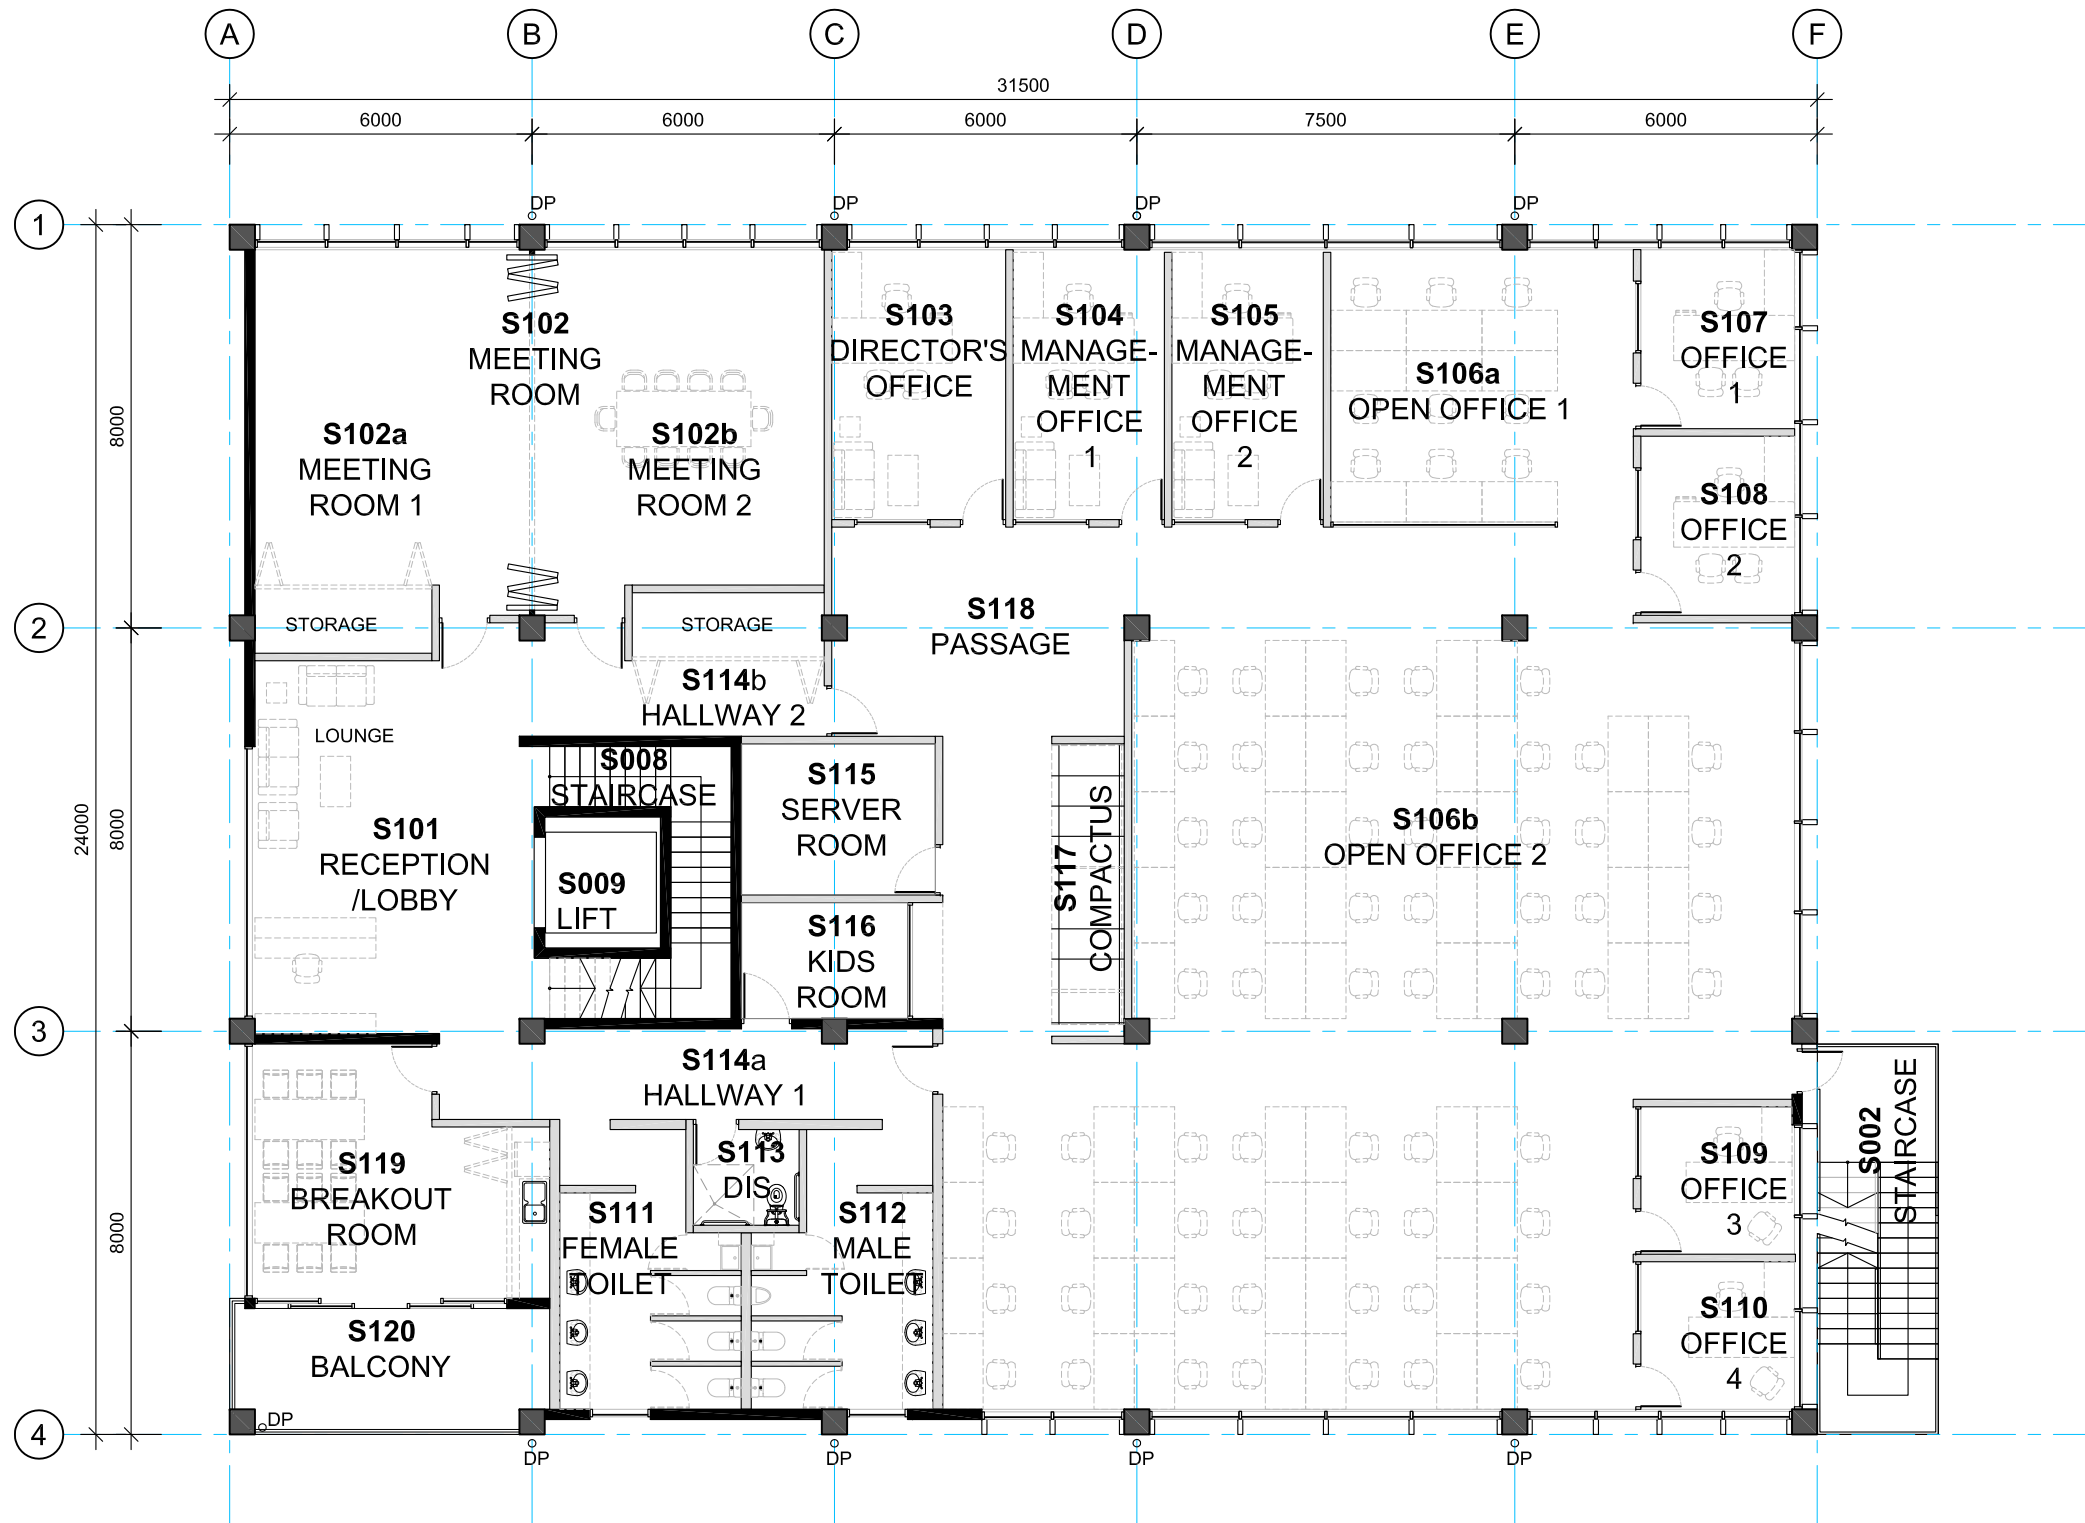 A B C D E F
31500
6000 6000 6000 7500 6000
DP DP DP DP
1
S102
MEETING
ROOM
S103
DIRECTOR'S
OFFICE
S104
MANAGE-
MENT
OFFICE
1
S105
MANAGE-
MENT
OFFICE
2
S106a
OPEN OFFICE 1
S107
OFFICE
1
S102a
MEETING
ROOM 1
S102b
MEETING
ROOM 2
8000
S108
OFFICE
2
2
STORAGE
STORAGE
S118
PASSAGE
S114b
HALLWAY 2
LOUNGE
S008
STAIRCASE
S115
SERVER
ROOM
24000
8000
S101
RECEPTION
/LOBBY
S009
LIFT
S116
KIDS
ROOM
S117
COMPACTUS
S106b
OPEN OFFICE 2
3
S114a
HALLWAY 1
S002
STAIRCASE
S113
DIS
S109
OFFICE
3
S119
BREAKOUT
ROOM
8000
S111
FEMALE
TOILET
S112
MALE
TOILET
S110
OFFICE
4
S120
BALCONY
DP
4
DP DP DP DP